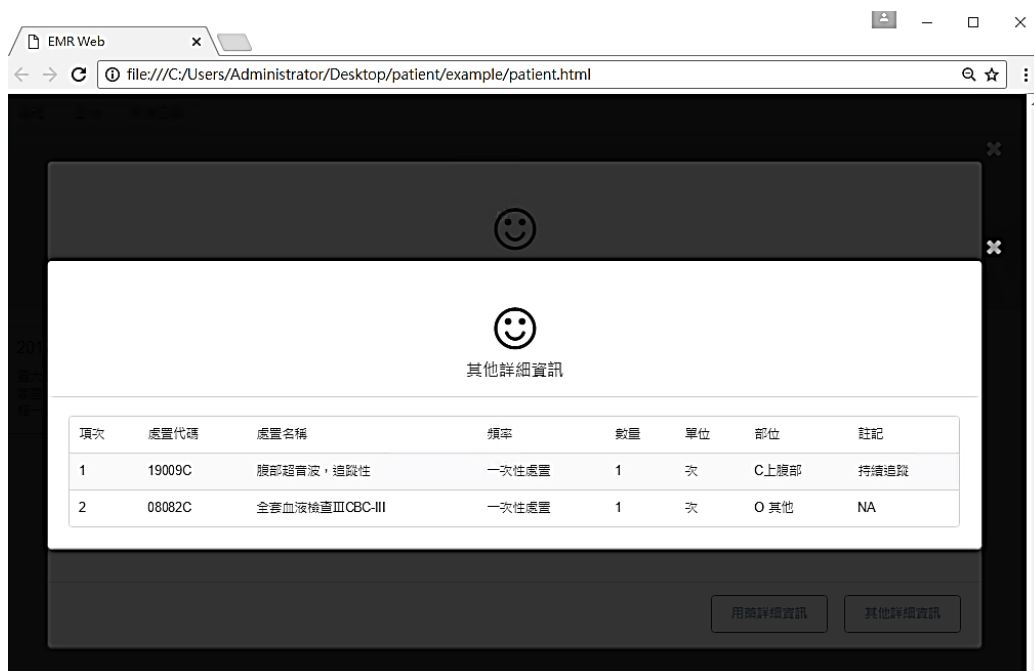 EMR Web
file:///C:/Users/Administrator/Desktop/patient/example/patient.html
其他詳細資訊
項次 處置代碼 處置名稱 頻率 數量 單位 部位 註記
1 19009C 腹部超音波，追蹤性 一次性處置 1 次 C上腹部 持續追蹤
2 08082C 全套血液檢查ⅢCBC-III 一次性處置 1 次 O 其他 NA
用藥詳細資訊 其他詳細資訊